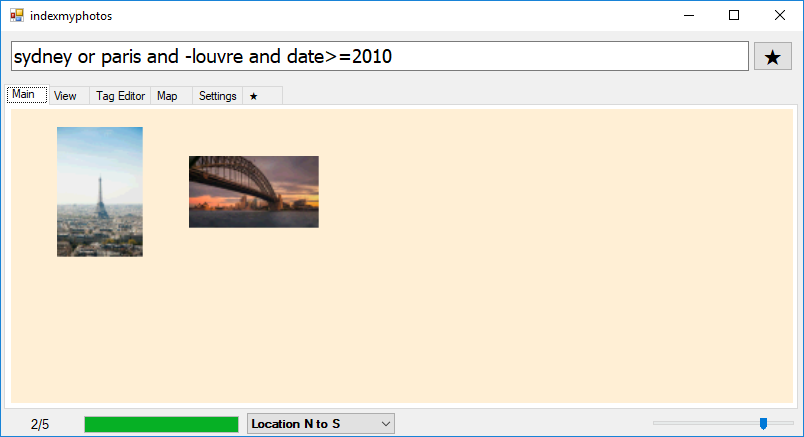 indexmyphotos
sydney or paris and -louvre and date>=2010
★
Main View Tag Editor Map Settings ★
2/5 Location N to S